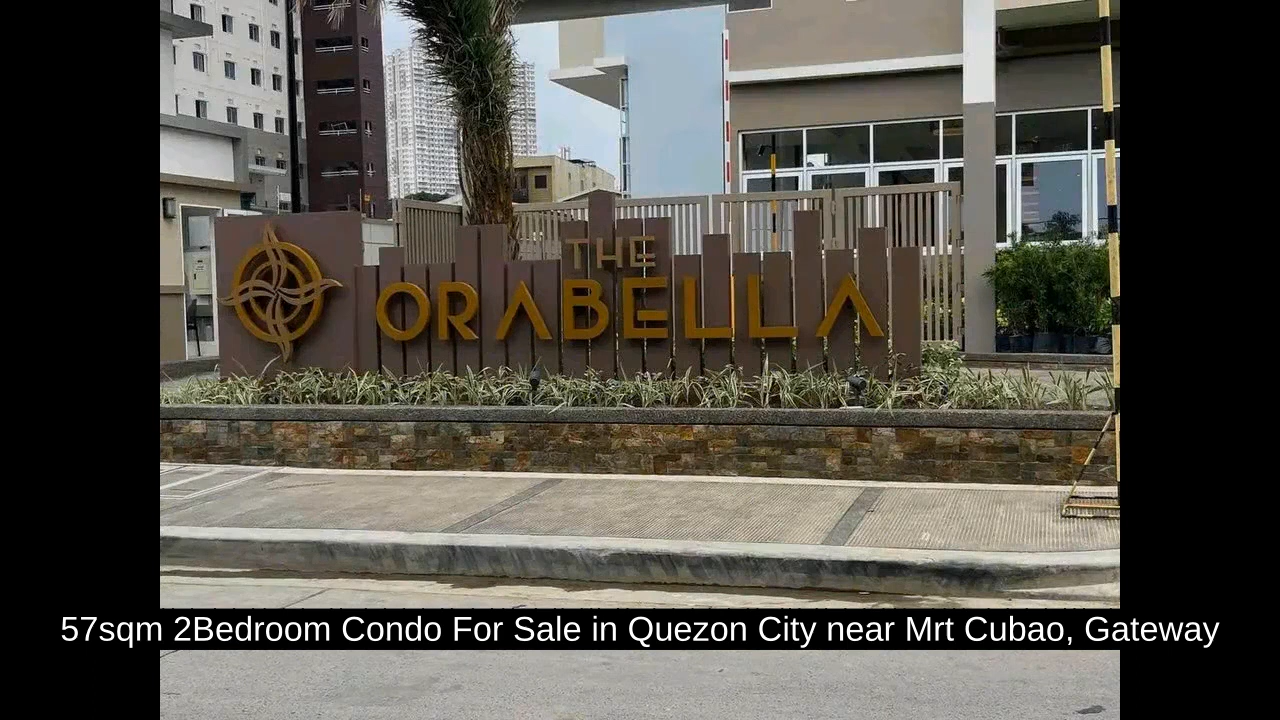 THE
ORABELLA
57sqm 2Bedroom Condo For Sale in Quezon City near Mrt Cubao, Gateway